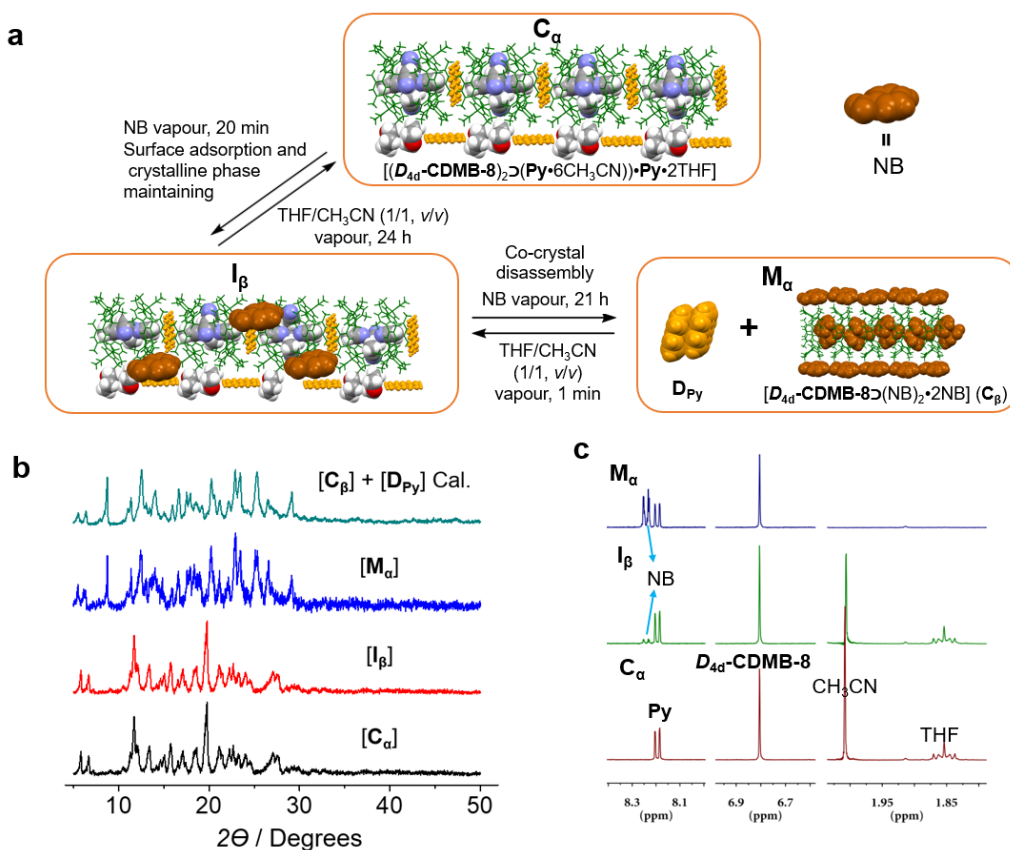 a
Cα
NB vapour, 20 min
Surface adsorption and
crystalline phase
maintaining
[(D4d-CDMB-8)2⊃(Py•6CH3CN))•Py•2THF]
=
NB
THF/CH3CN (1/1, v/v)
vapour, 24 h
Iβ
Co-crystal
disassembly
NB vapour, 21 h
THF/CH3CN
(1/1, v/v)
vapour, 1 min
Mα
+
DPy
[D4d-CDMB-8⊃(NB)2•2NB] (Cβ)
b
[Cβ] + [DPy] Cal.
[Mα]
[Iβ]
[Cα]
10 20 30 40 50
2Θ / Degrees
c
Mα
Iβ
NB
Cα
D4d-CDMB-8
CH3CN
Py
THF
8.3 8.1 6.9 6.7 1.95 1.85
(ppm) (ppm) (ppm)